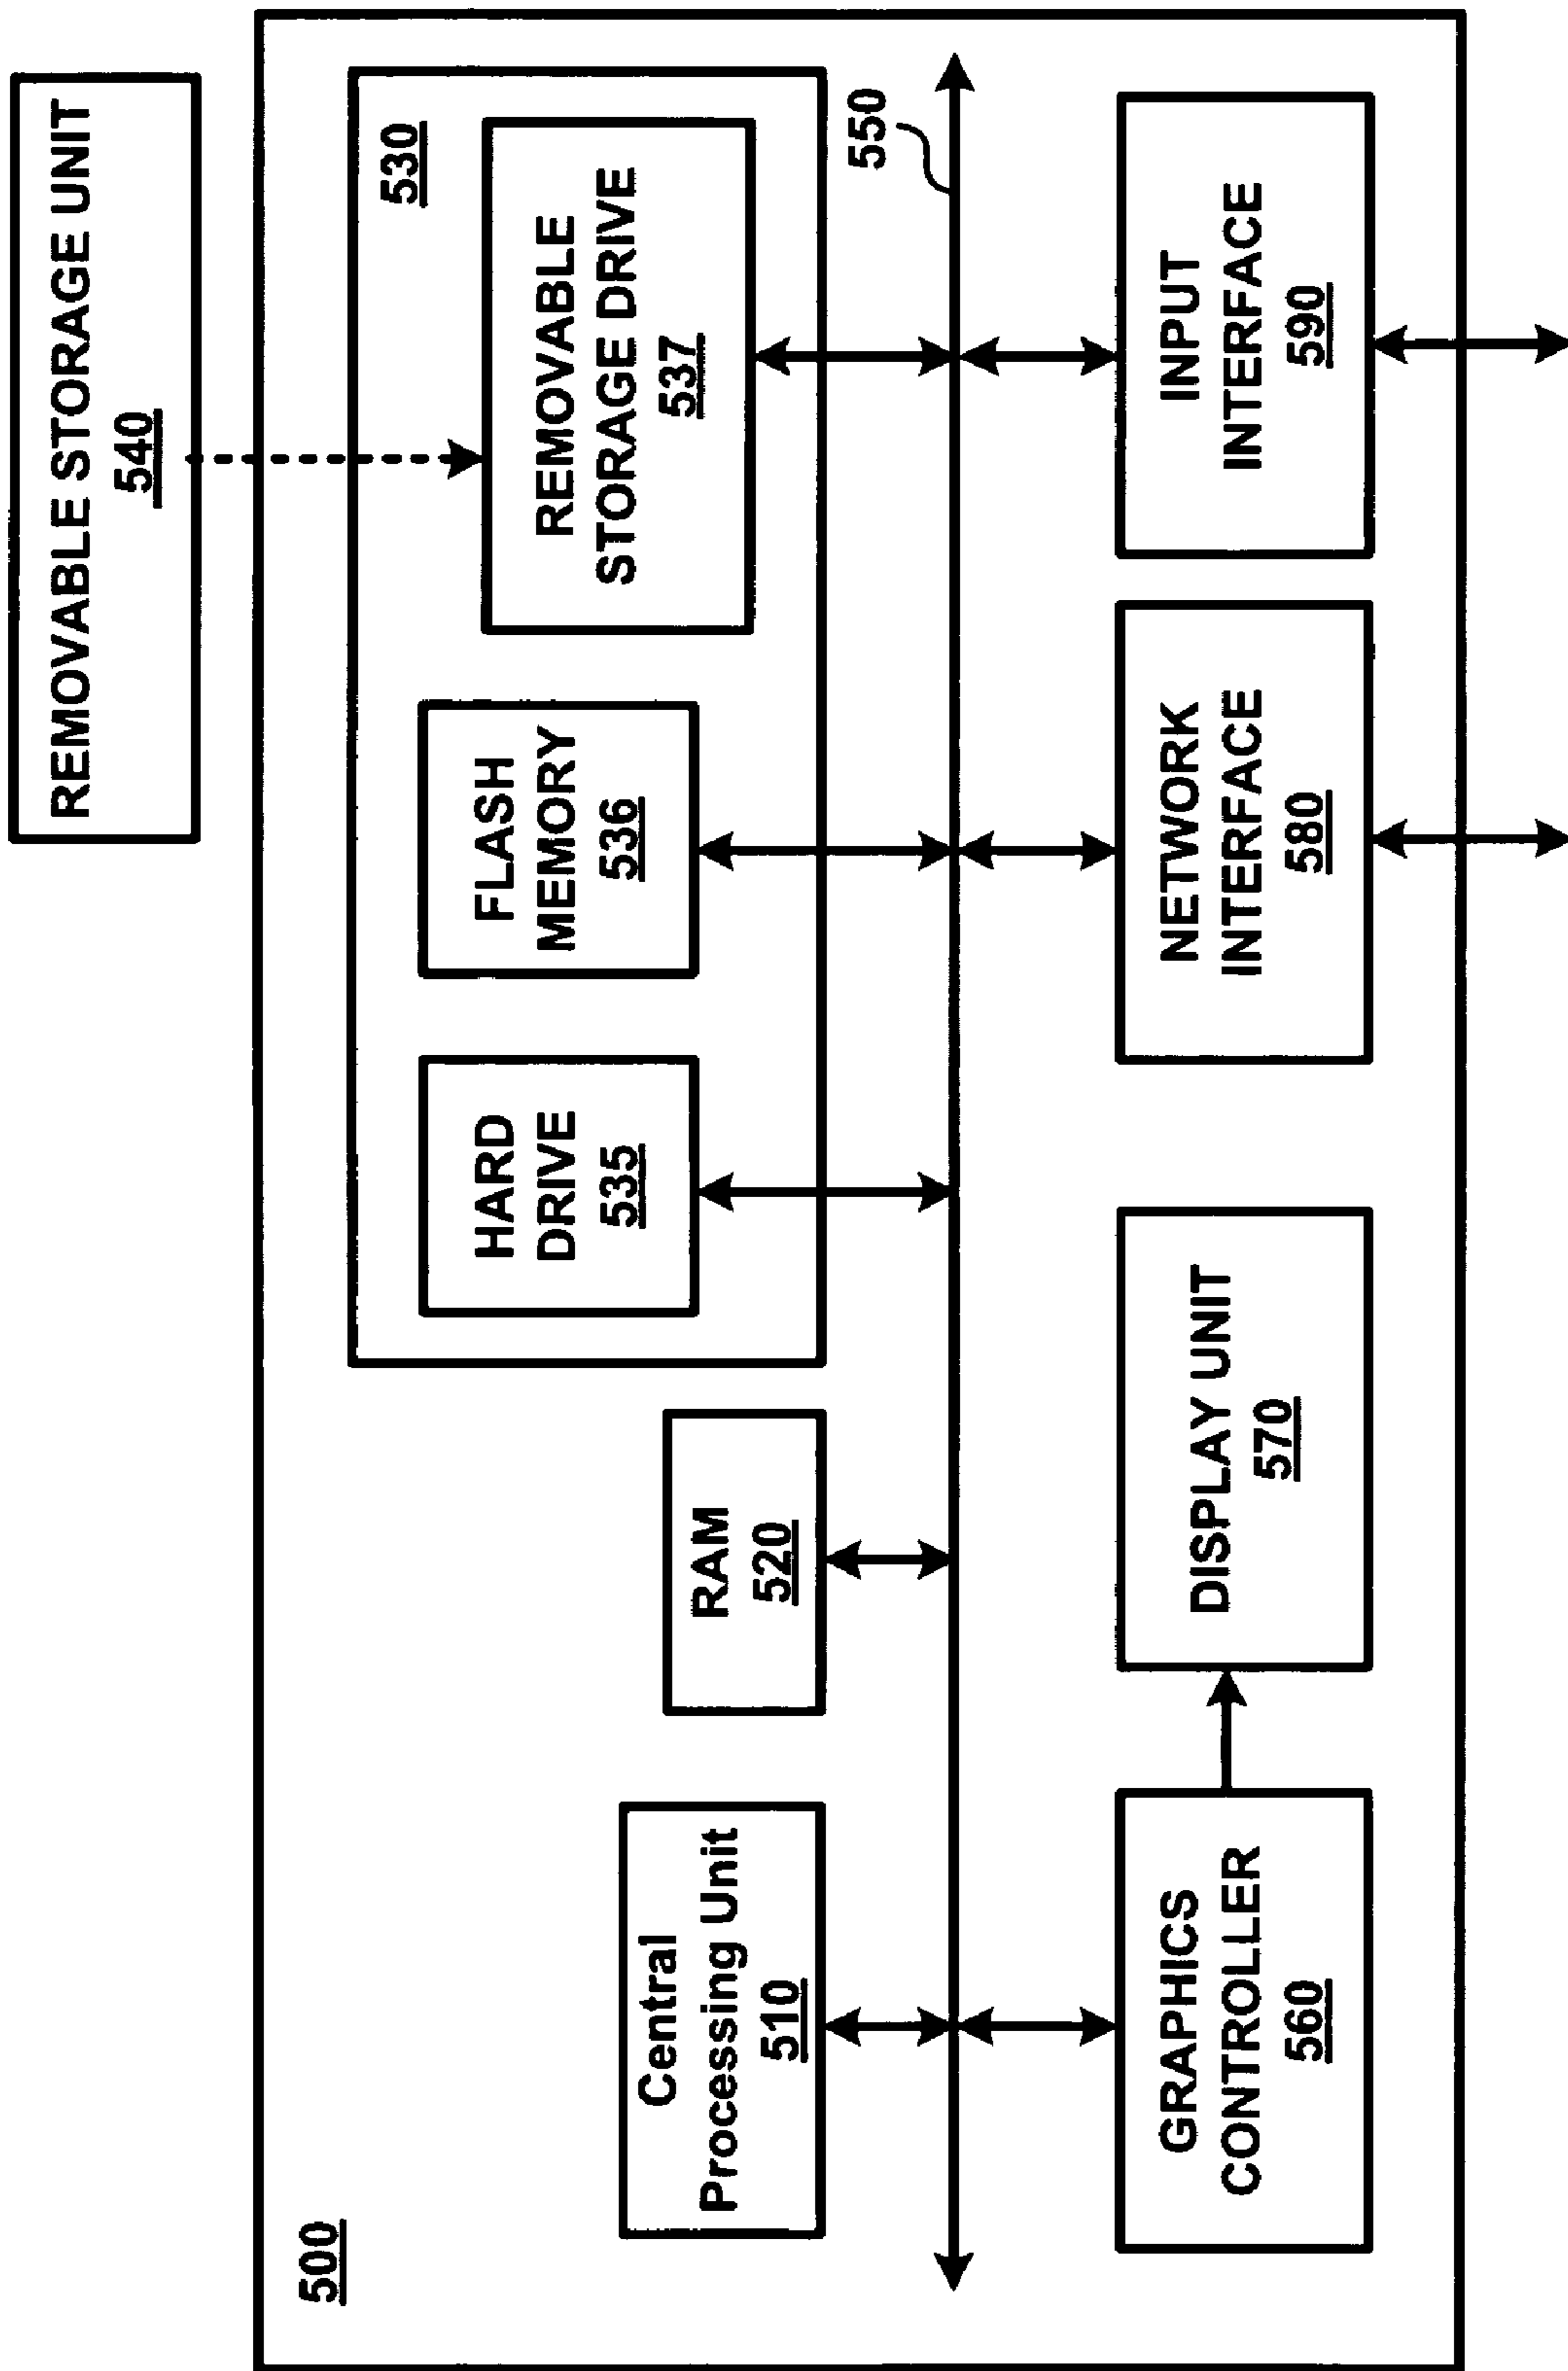 REMOVABLE STORAGE UNIT
540
500
530
HARD
DRIVE
535
FLASH
MEMORY
536
REMOVABLE
STORAGE DRIVE
537
Central
Processing Unit
510
RAM
520
550
GRAPHICS
CONTROLLER
560
DISPLAY UNIT
570
NETWORK
INTERFACE
580
INPUT
INTERFACE
590